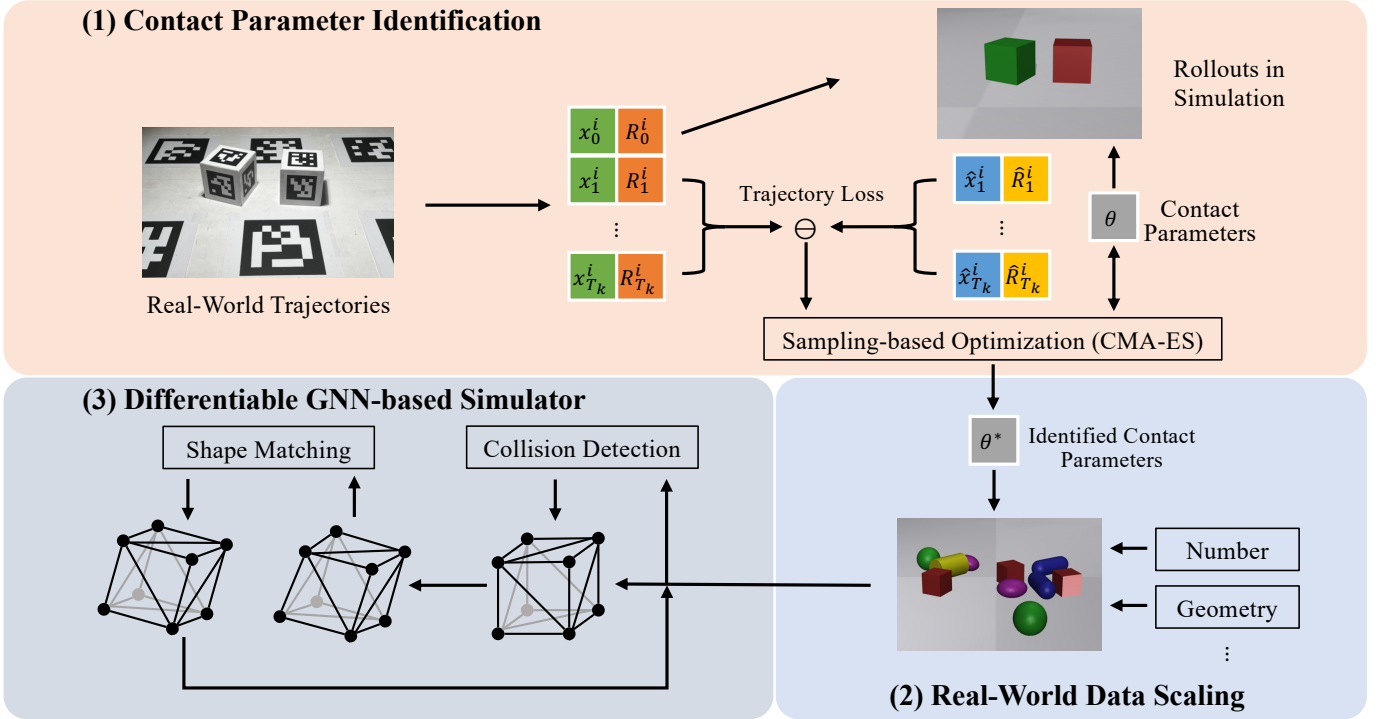 (1) Contact Parameter Identification
Real-World Trajectories
x_0^i R_0^i
x_1^i R_1^i
⋮
x_{T_k}^i R_{T_k}^i
Trajectory Loss
⊖
x̂_1^i R̂_1^i
⋮
x̂_{T_k}^i R̂_{T_k}^i
Rollouts in
Simulation
θ
Contact
Parameters
Sampling-based Optimization (CMA-ES)
θ*
Identified Contact
Parameters
Number
Geometry
⋮
(2) Real-World Data Scaling
(3) Differentiable GNN-based Simulator
Shape Matching
Collision Detection